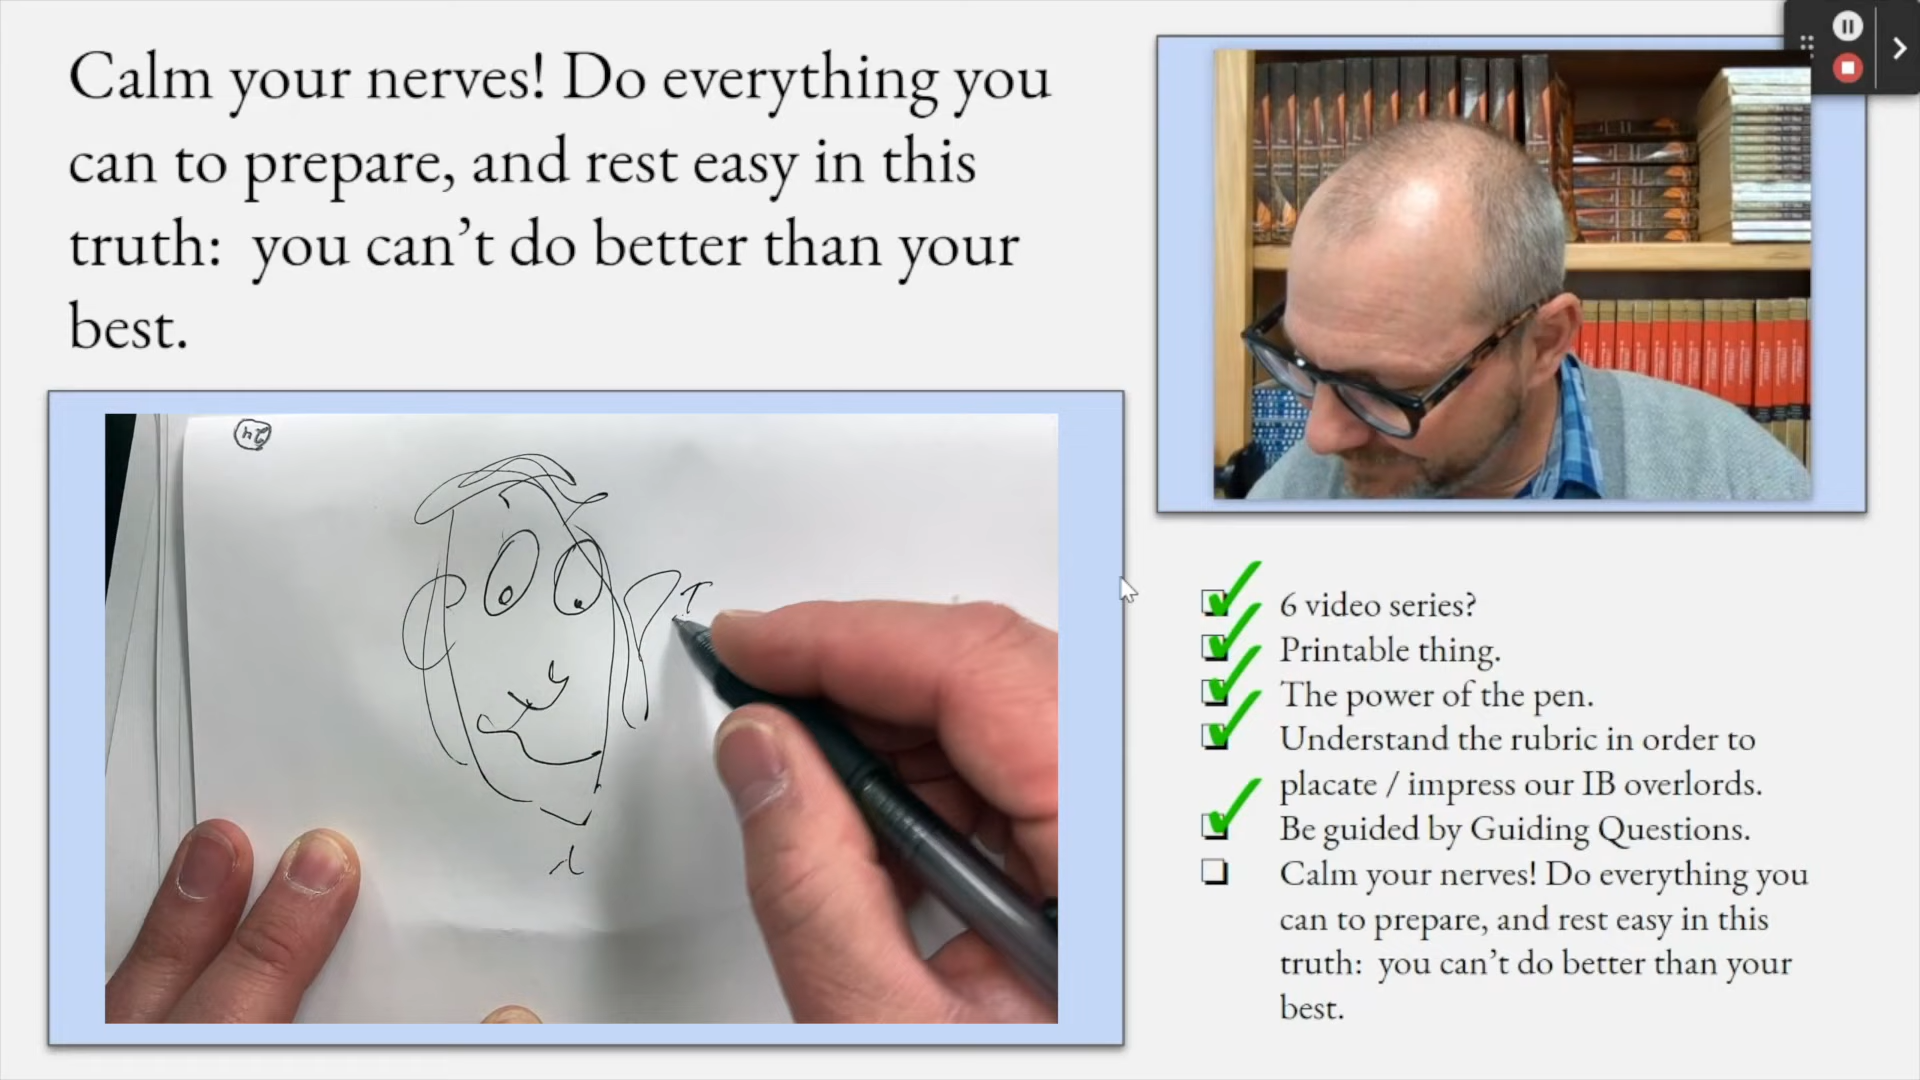 Calm your nerves! Do everything you
can to prepare, and rest easy in this
truth:  you can’t do better than your
best.
6 video series?
Printable thing.
The power of the pen.
Understand the rubric in order to
placate / impress our IB overlords.
Be guided by Guiding Questions.
Calm your nerves! Do everything you
can to prepare, and rest easy in this
truth:  you can’t do better than your
best.